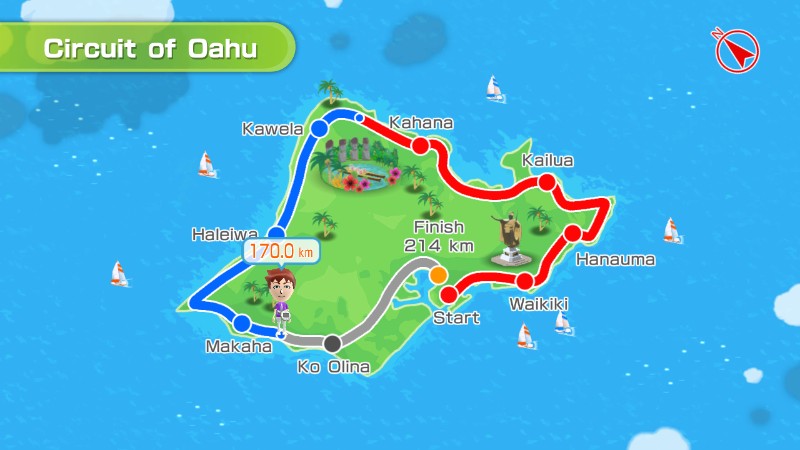 Circuit of Oahu
N
Kawela
Kahana
Kailua
Haleiwa
170.0 km
Finish
214 km
Hanauma
Waikiki
Start
Makaha
Ko Olina